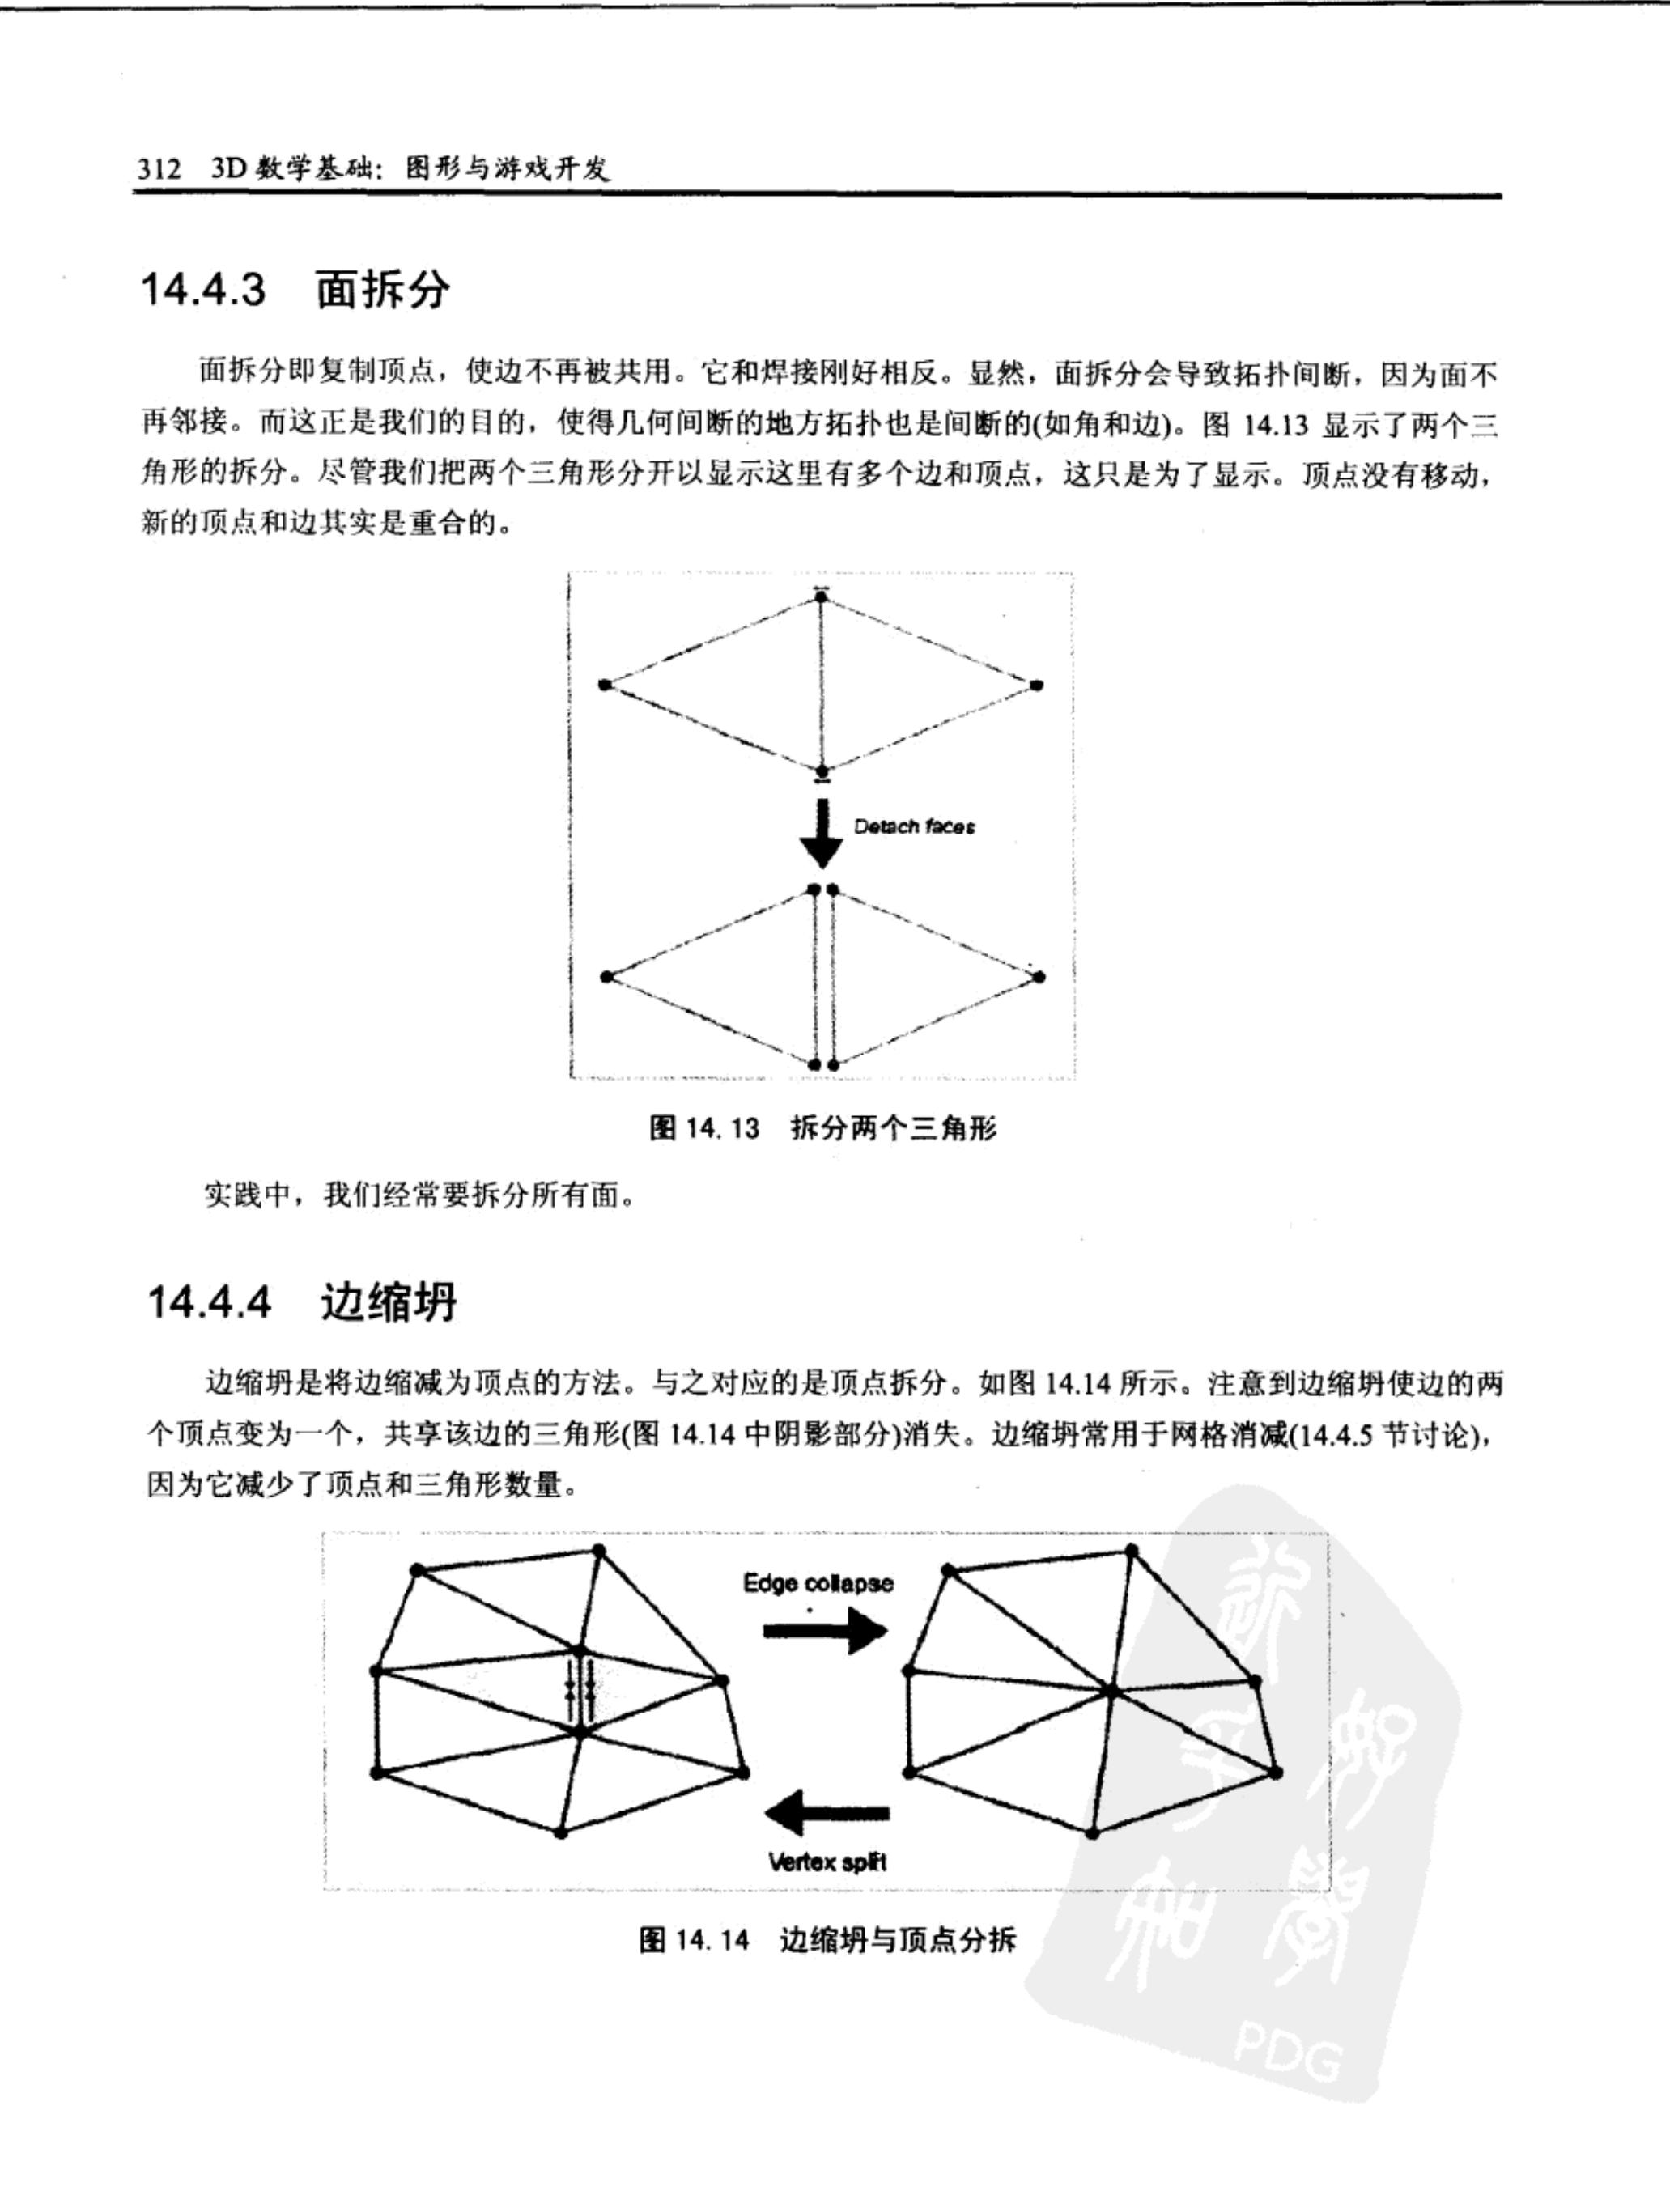 312 3D 数学基础：图形与游戏开发
14.4.3 面拆分
面拆分即复制顶点，使边不再被共用。它和焊接刚好相反。显然，面拆分会导致拓扑间断，因为面不
再邻接。而这正是我们的目的，使得几何间断的地方拓扑也是间断的(如角和边)。图 14.13 显示了两个三
角形的拆分。尽管我们把两个三角形分开以显示这里有多个边和顶点，这只是为了显示。顶点没有移动，
新的顶点和边其实是重合的。
Detach faces
图 14.13 拆分两个三角形
实践中，我们经常要拆分所有面。
14.4.4 边缩坍
边缩坍是将边缩减为顶点的方法。与之对应的是顶点拆分。如图 14.14 所示。注意到边缩坍使边的两
个顶点变为一个，共享该边的三角形(图 14.14 中阴影部分)消失。边缩坍常用于网格消减(14.4.5 节讨论)，
因为它减少了顶点和三角形数量。
Edge collapse
Vertex split
图 14.14 边缩坍与顶点分拆
PDG